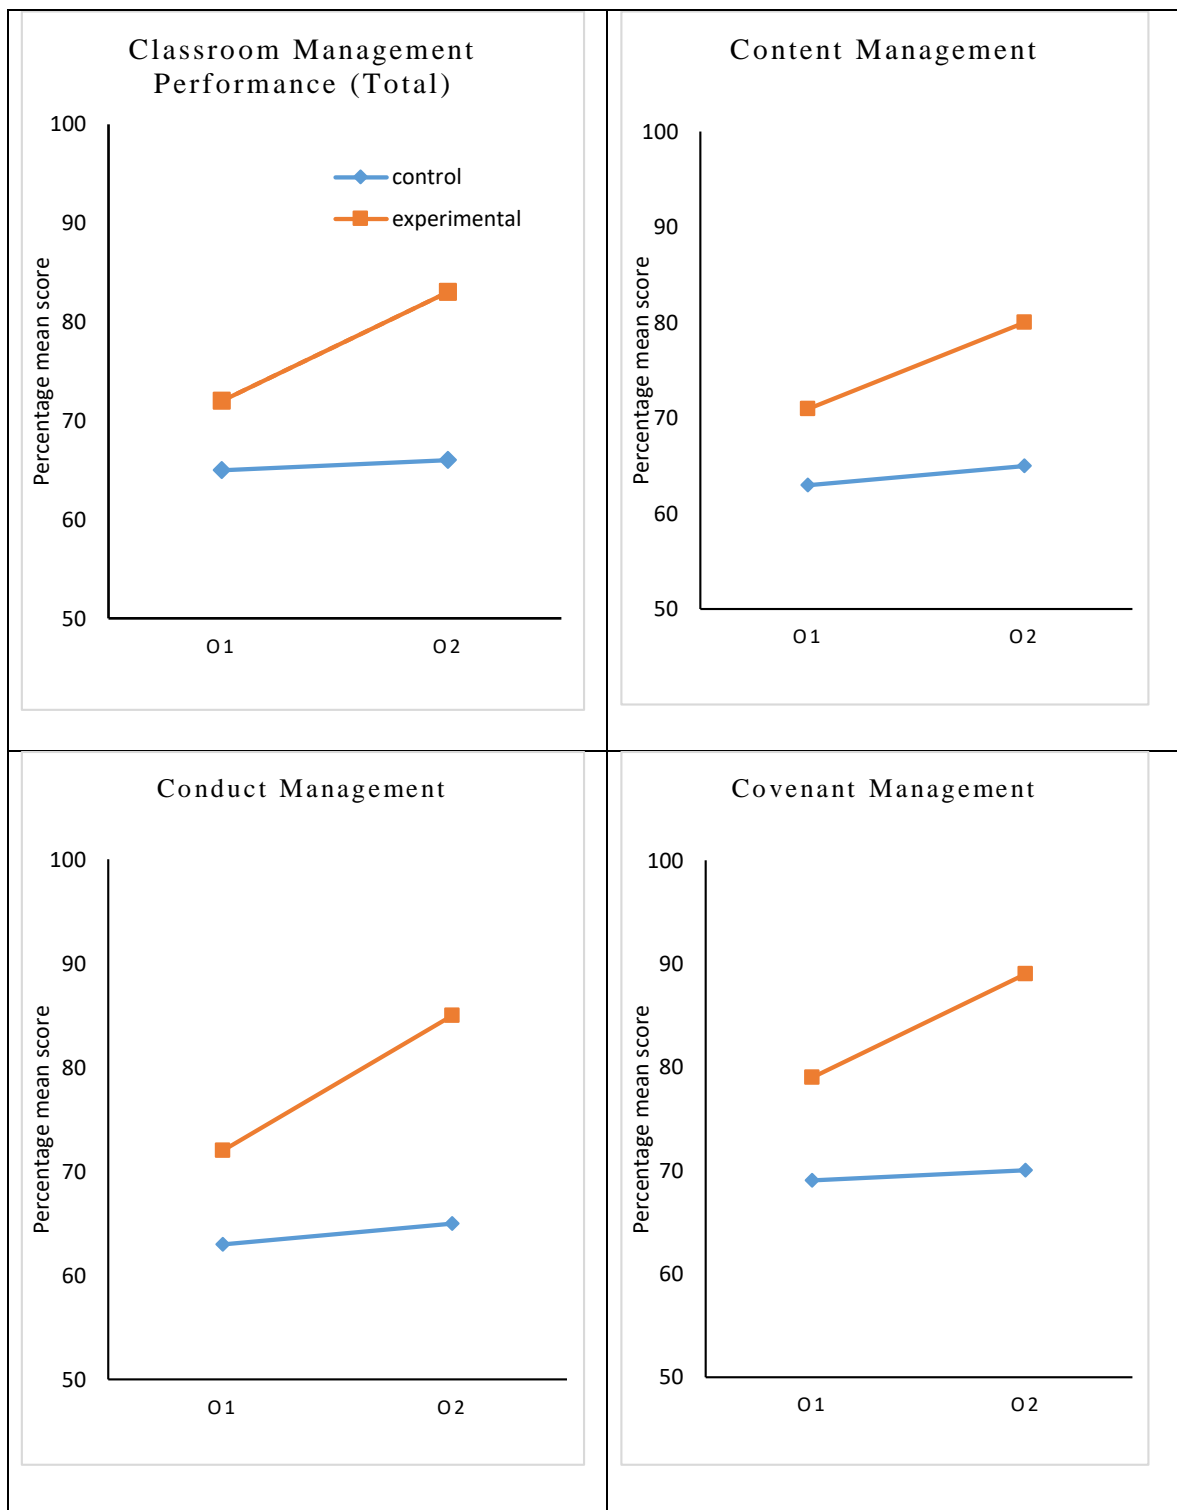 Classroom Management
Performance (Total)
Percentage mean score
100
90
80
70
60
50
control
experimental
O1 O2
Content Management
Percentage mean score
100
90
80
70
60
50
O1 O2
Conduct Management
Percentage mean score
100
90
80
70
60
50
O1 O2
Covenant Management
Percentage mean score
100
90
80
70
60
50
O1 O2